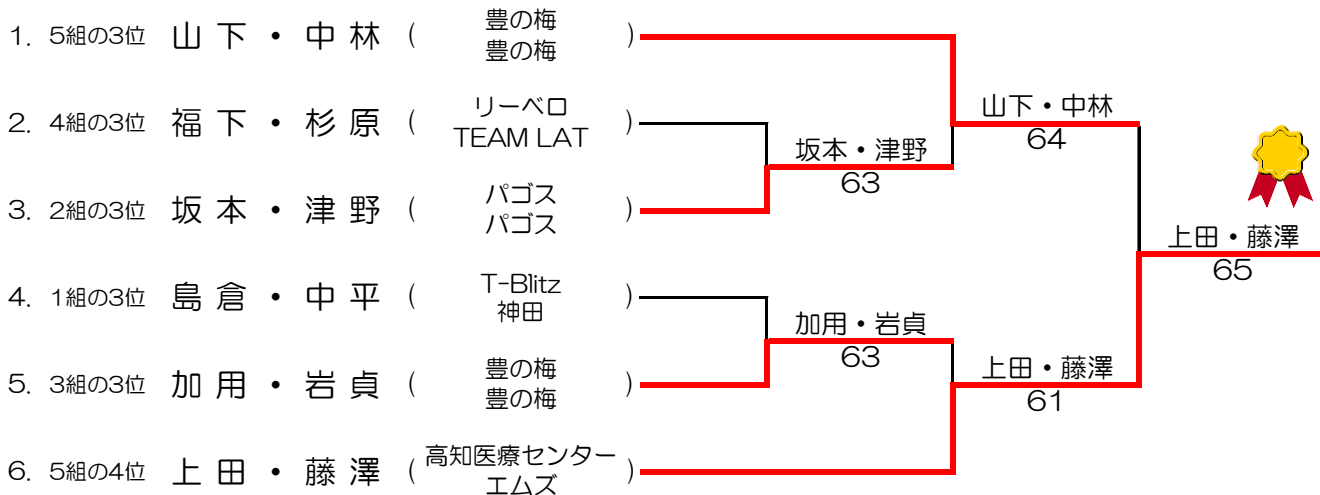 豊の梅
1. 5組の3位 山下・中林 ( )
豊の梅
リーベロ
2. 4組の3位 福下・杉原 ( )
TEAM LAT
パゴス
3. 2組の3位 坂本・津野 ( )
パゴス
T-Blitz
4. 1組の3位 島倉・中平 ( )
神田
豊の梅
5. 3組の3位 加用・岩貞 ( )
豊の梅
高知医療センター
6. 5組の4位 上田・藤澤 ( )
エムズ
坂本・津野
63
加用・岩貞
63
山下・中林
64
上田・藤澤
61
上田・藤澤
65